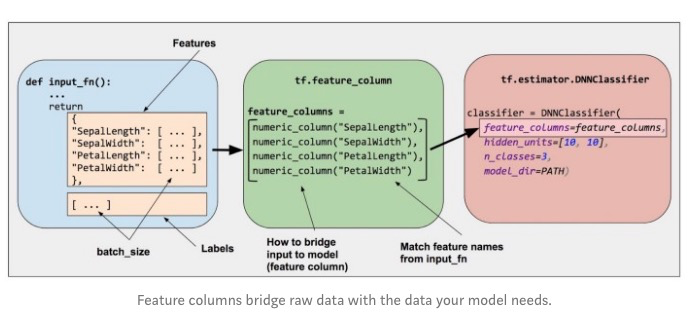 Features
def input_fn():
...
return
{
"SepalLength": [ ... ],
"SepalWidth": [ ... ],
"PetalLength": [ ... ],
"PetalWidth": [ ... ]
},
[ ... ]
batch_size
Labels
tf.feature_column
feature_columns =
numeric_column("SepalLength"),
numeric_column("SepalWidth"),
numeric_column("PetalLength"),
numeric_column("PetalWidth")
How to bridge
input to model
(feature column)
Match feature names
from input_fn
tf.estimator.DNNClassifier
classifier = DNNClassifier(
feature_columns=feature_columns,
hidden_units=[10, 10],
n_classes=3,
model_dir=PATH)
Feature columns bridge raw data with the data your model needs.